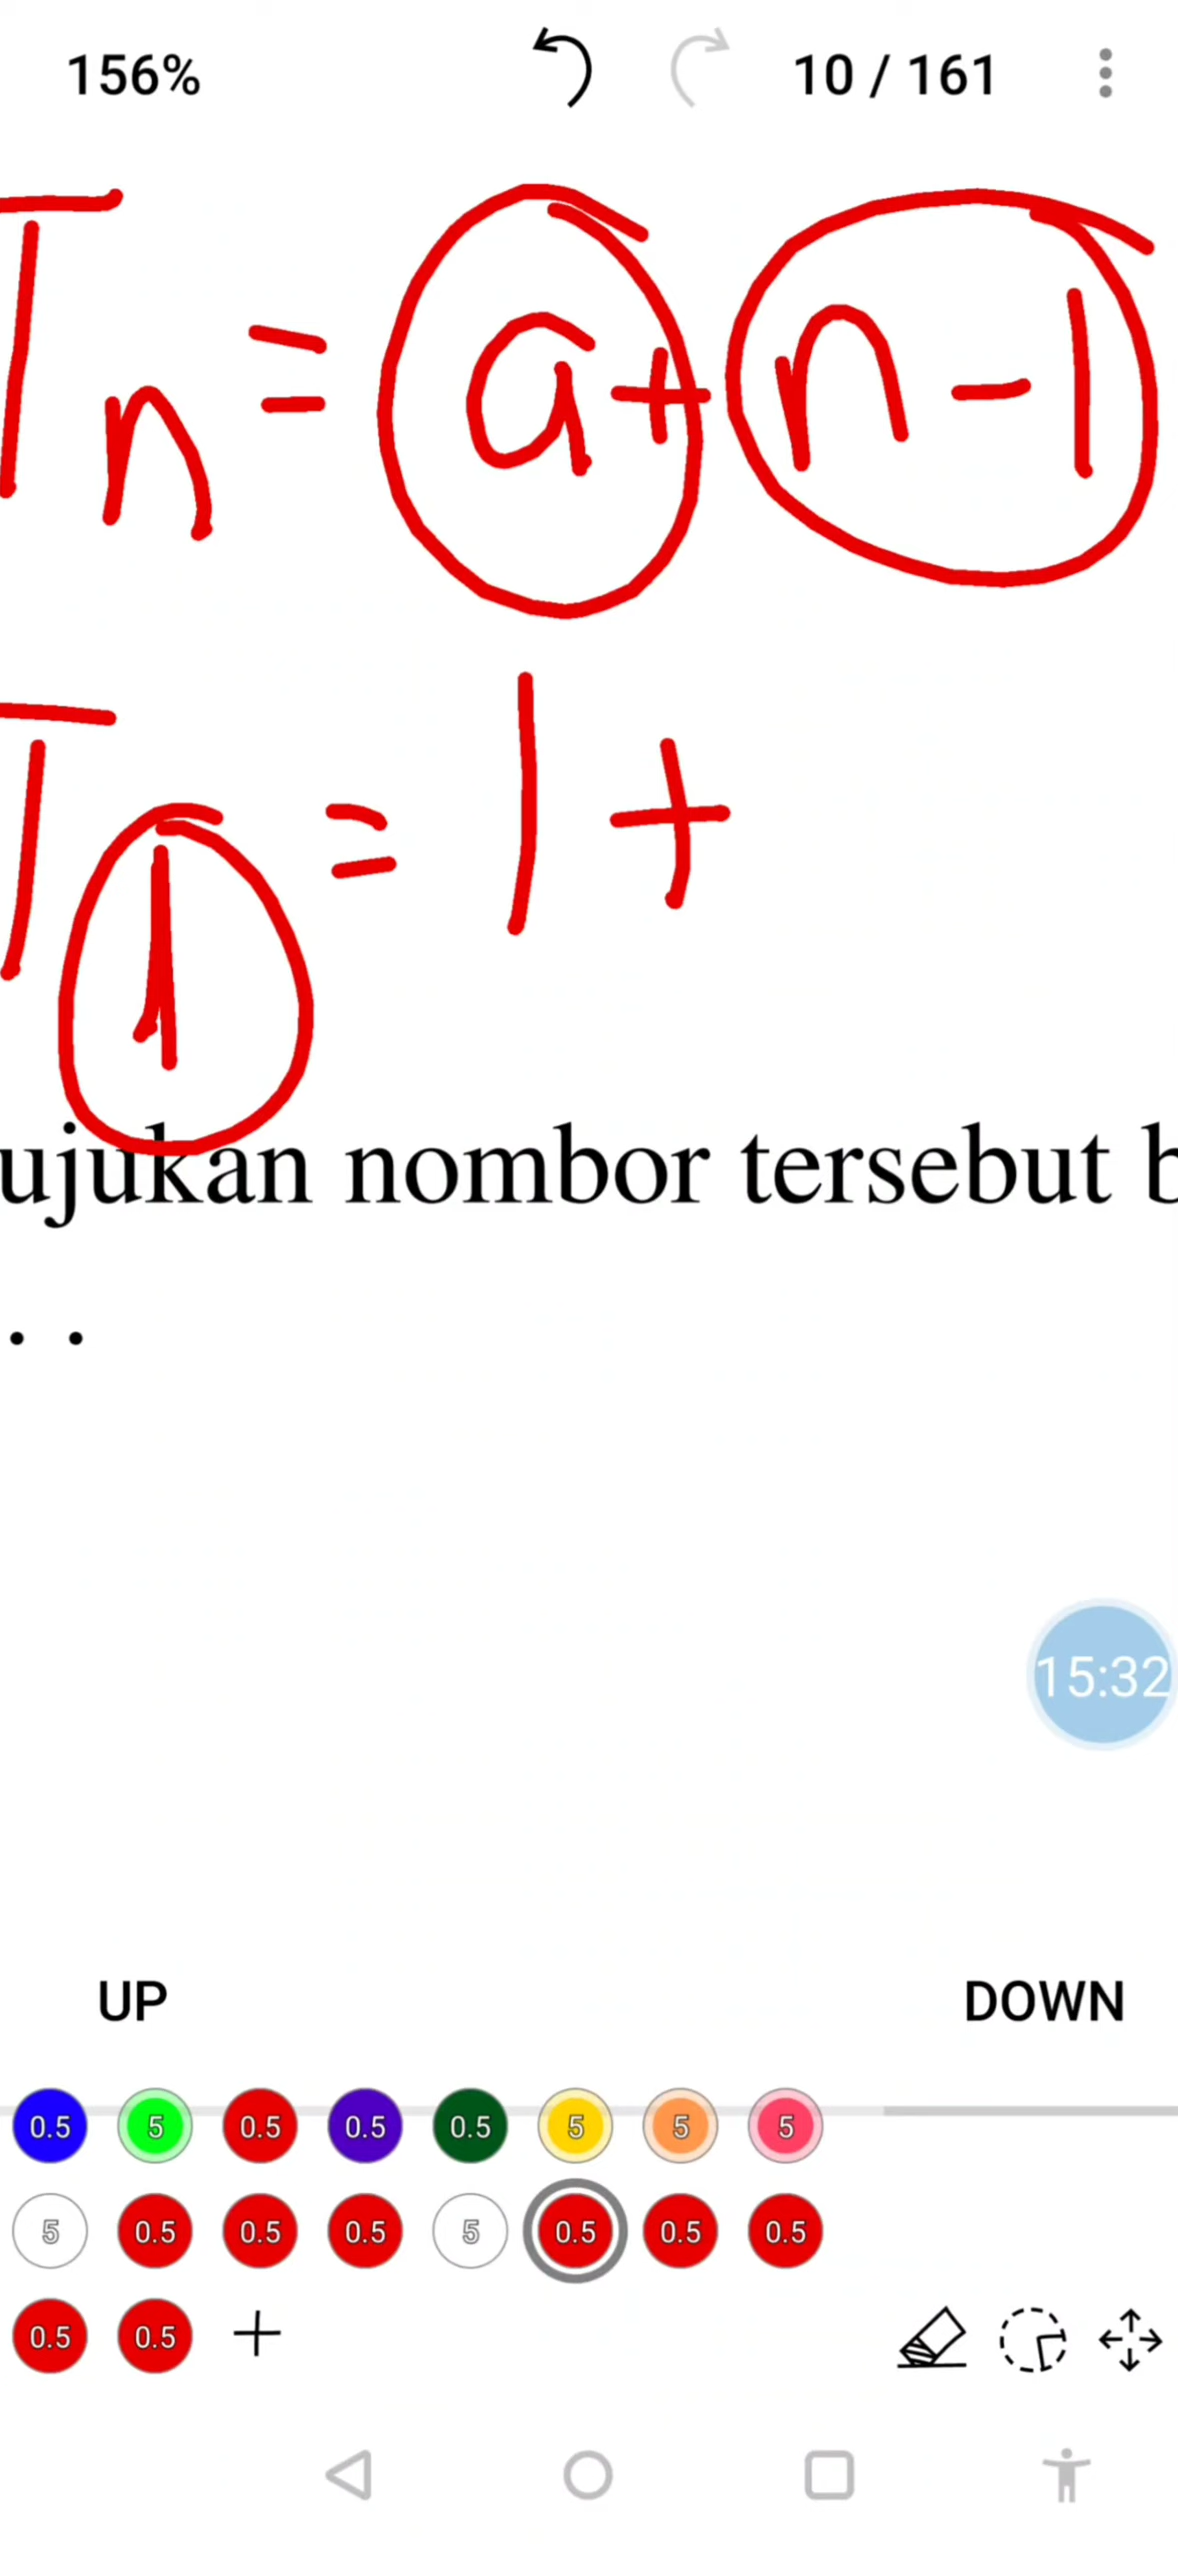 156% 10 / 161
Tn = a + n - 1
T1 = 1 +
ujukan nombor tersebut b
. .
15:32
UP DOWN
0.5 5 0.5 0.5 0.5 5 5 5
5 0.5 0.5 0.5 5 0.5 0.5 0.5
0.5 0.5 +